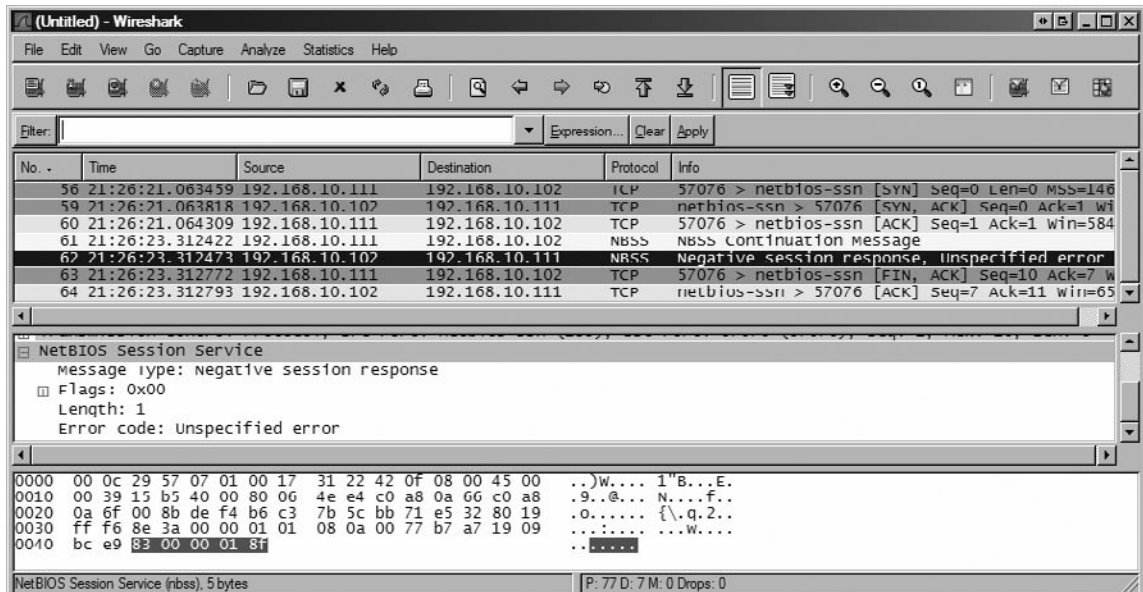 (Untitled) - Wireshark
File Edit View Go Capture Analyze Statistics Help
Filter: Expression... Clear Apply
No. - Time Source Destination Protocol Info
56 21:26:21.063459 192.168.10.111 192.168.10.102 TCP 57076 > netbios-ssn [SYN] Seq=0 Len=0 MSS=146
59 21:26:21.063818 192.168.10.102 192.168.10.111 TCP netbios-ssn > 57076 [SYN, ACK] Seq=0 Ack=1 Wi
60 21:26:21.064309 192.168.10.111 192.168.10.102 TCP 57076 > netbios-ssn [ACK] Seq=1 Ack=1 Win=584
61 21:26:23.312422 192.168.10.111 192.168.10.102 NBSS NBSS Continuation Message
62 21:26:23.312473 192.168.10.102 192.168.10.111 NBSS Negative session response, Unspecified error
63 21:26:23.312772 192.168.10.111 192.168.10.102 TCP 57076 > netbios-ssn [FIN, ACK] Seq=10 Ack=7 W
64 21:26:23.312793 192.168.10.102 192.168.10.111 TCP netbios-ssn > 57076 [ACK] Seq=7 Ack=11 Win=65
NetBIOS Session Service
Message Type: Negative session response
Flags: 0x00
Length: 1
Error code: Unspecified error
0000 00 0c 29 57 07 01 00 17 31 22 42 0f 08 00 45 00 ..)W.... 1"B...E.
0010 00 39 15 b5 40 00 80 06 4e e4 c0 a8 0a 66 c0 a8 .9..@... N....f..
0020 0a 6f 00 8b de f4 b6 c3 7b 5c bb 71 e5 32 80 19 .o...... {\.q.2..
0030 ff f6 8e 3a 00 00 01 01 08 0a 00 77 b7 a7 19 09 ...:.... ...w....
0040 bc e9 83 00 00 01 8f .......
NetBIOS Session Service (nbss), 5 bytes P: 77 D: 7 M: 0 Drops: 0